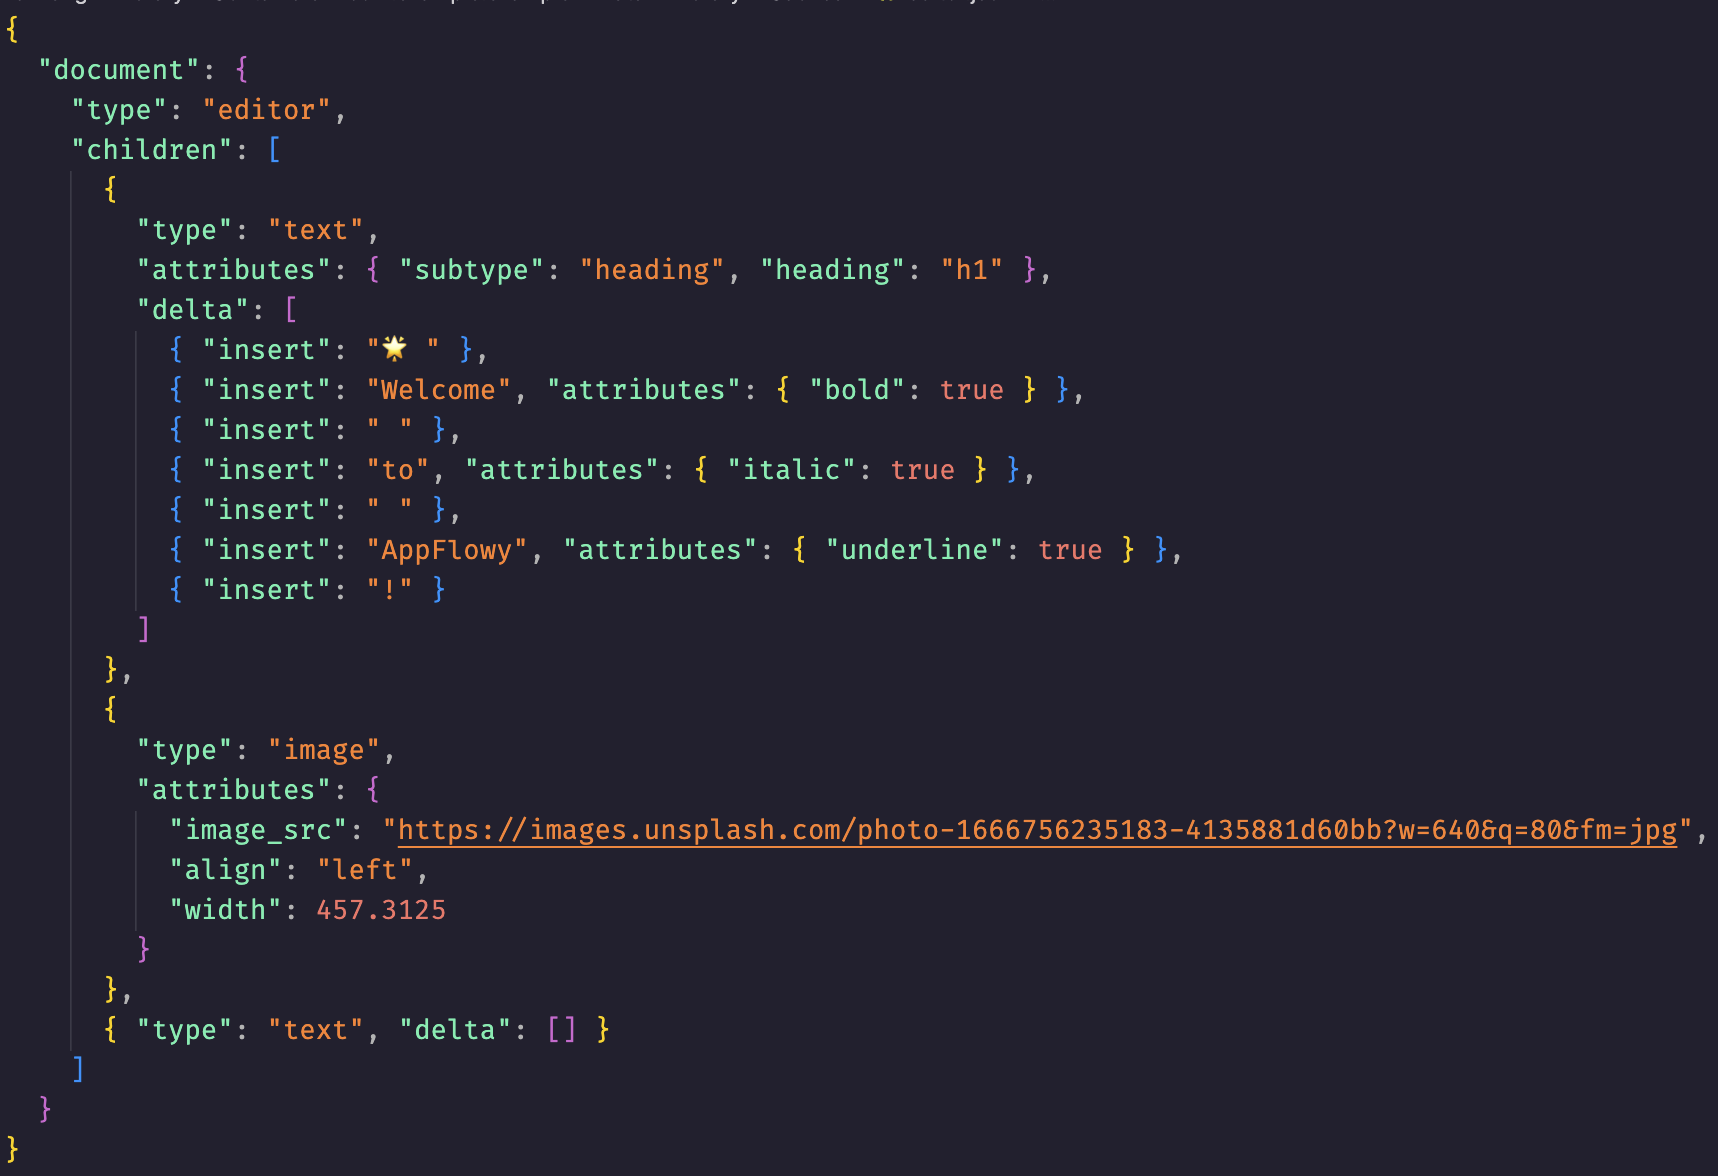 {
  "document": {
    "type": "editor",
    "children": [
      {
        "type": "text",
        "attributes": { "subtype": "heading", "heading": "h1" },
        "delta": [
          { "insert": "🌟 " },
          { "insert": "Welcome", "attributes": { "bold": true } },
          { "insert": " " },
          { "insert": "to", "attributes": { "italic": true } },
          { "insert": " " },
          { "insert": "AppFlowy", "attributes": { "underline": true } },
          { "insert": "!" }
        ]
      },
      {
        "type": "image",
        "attributes": {
          "image_src": "https://images.unsplash.com/photo-1666756235183-4135881d60bb?w=640&q=80&fm=jpg",
          "align": "left",
          "width": 457.3125
        }
      },
      { "type": "text", "delta": [] }
    ]
  }
}